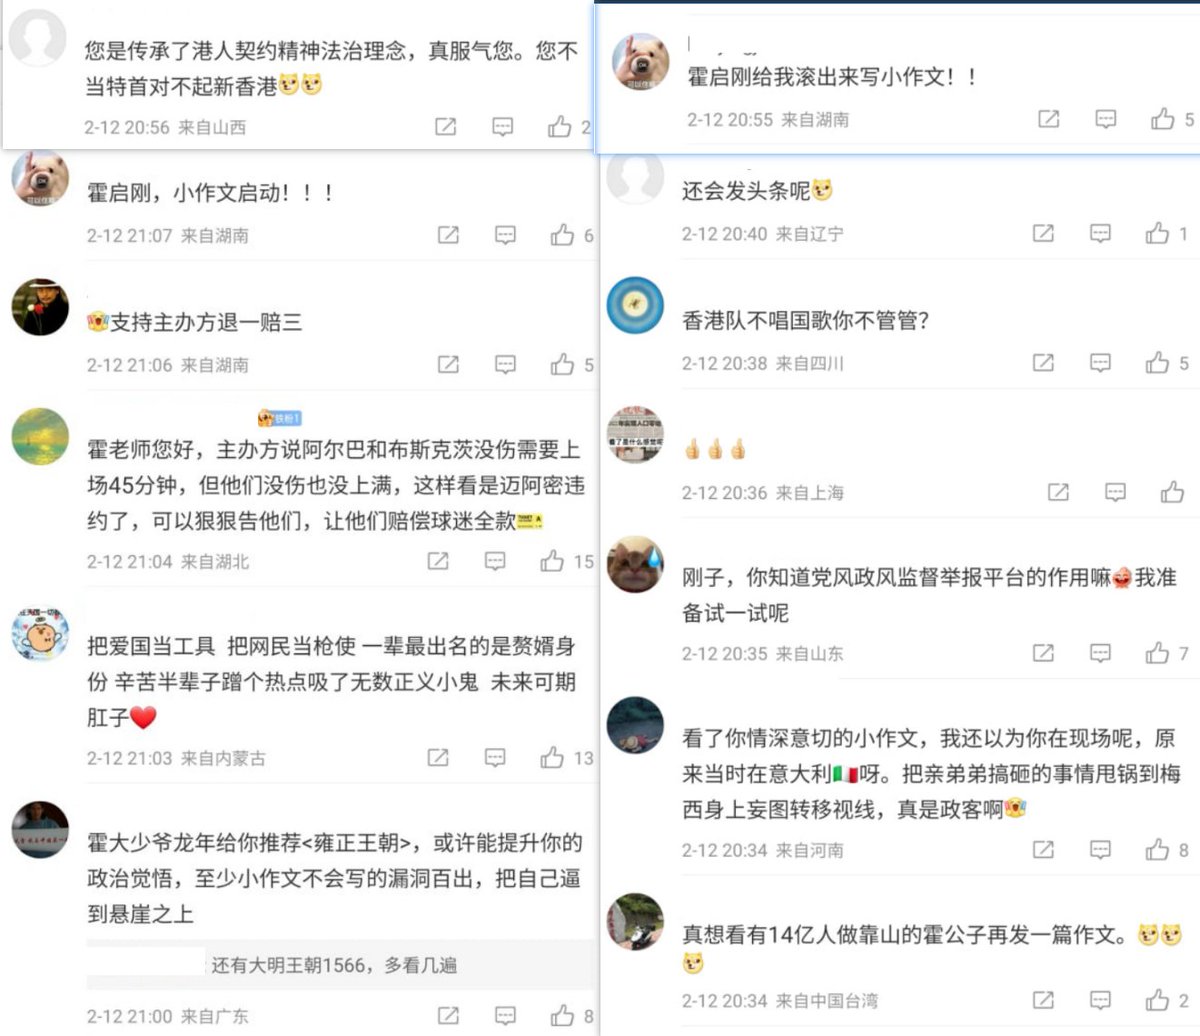 您是传承了港人契约精神法治理念，真服气您。您不
当特首对不起新香港
2-12 20:56 来自山西
2
霍启刚，小作文启动！！！
2-12 21:07 来自湖南
6
支持主办方退一赔三
2-12 21:06 来自湖南
5
铁粉1
霍老师您好，主办方说阿尔巴和布斯克茨没伤需要上
场45分钟，但他们没伤也没上满，这样看是迈阿密违
约了，可以狠狠告他们，让他们赔偿球迷全款
2-12 21:04 来自湖北
15
把爱国当工具 把网民当枪使 一辈最出名的是赘婿身
份 辛苦半辈子蹭个热点吸了无数正义小鬼 未来可期
肛子
2-12 21:03 来自内蒙古
13
霍大少爷龙年给你推荐<雍正王朝>，或许能提升你的
政治觉悟，至少小作文不会写的漏洞百出，把自己逼
到悬崖之上
还有大明王朝1566，多看几遍
2-12 21:00 来自广东
8
霍启刚给我滚出来写小作文！！
2-12 20:55 来自湖南
5
还会发头条呢
2-12 20:40 来自辽宁
1
香港队不唱国歌你不管管？
2-12 20:38 来自四川
5
2-12 20:36 来自上海
刚子，你知道党风政风监督举报平台的作用嘛我准
备试一试呢
2-12 20:35 来自山东
7
看了你情深意切的小作文，我还以为你在现场呢，原
来当时在意大利呀。把亲弟弟搞砸的事情甩锅到梅
西身上妄图转移视线，真是政客啊
2-12 20:34 来自河南
8
真想看有14亿人做靠山的霍公子再发一篇作文。
2-12 20:34 来自中国台湾
2